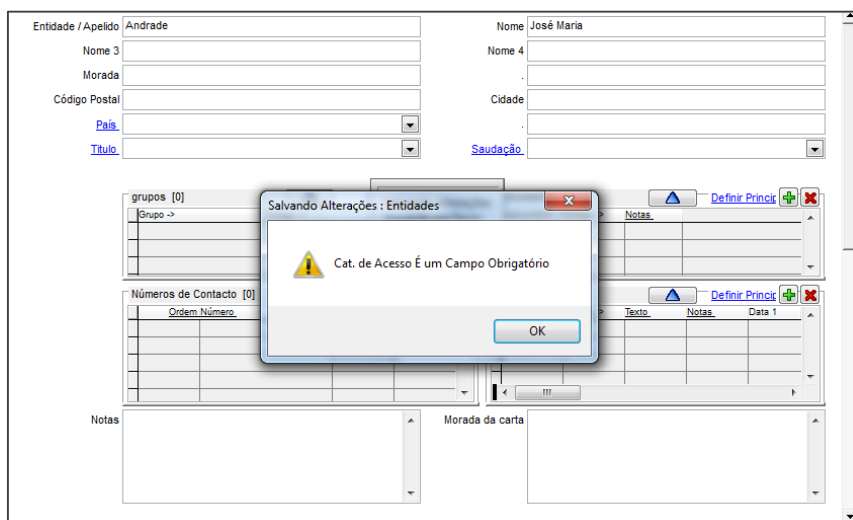 Entidade / Apelido Andrade Nome José Maria
Nome 3 Nome 4
Morada .
Código Postal Cidade
País .
Titulo Saudação
grupos [0] Definir Princip
Grupo -> Notas
Salvando Alterações : Entidades
Cat. de Acesso É um Campo Obrigatório
OK
Números de Contacto [0] Definir Princip
Ordem Número Texto Notas Data 1
Notas Morada da carta